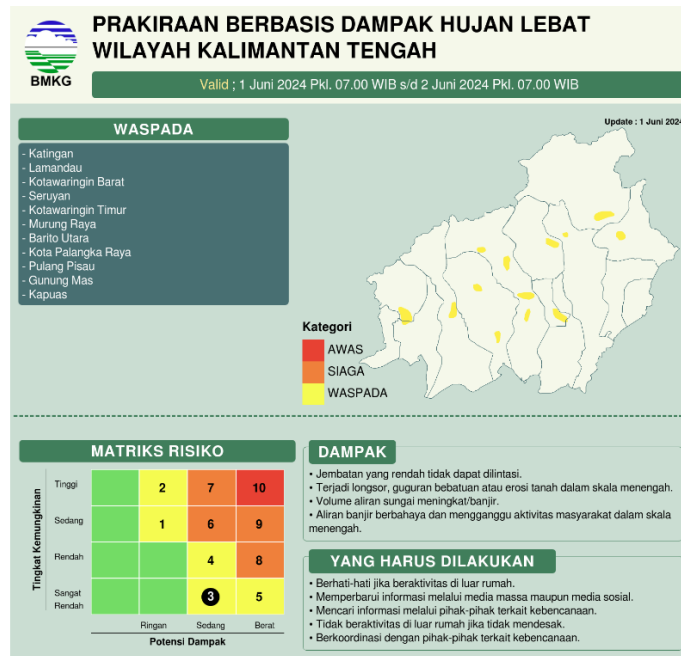 PRAKIRAAN BERBASIS DAMPAK HUJAN LEBAT
WILAYAH KALIMANTAN TENGAH
BMKG
Valid ; 1 Juni 2024 Pkl. 07.00 WIB s/d 2 Juni 2024 Pkl. 07.00 WIB
WASPADA
- Katingan
- Lamandau
- Kotawaringin Barat
- Seruyan
- Kotawaringin Timur
- Murung Raya
- Barito Utara
- Kota Palangka Raya
- Pulang Pisau
- Gunung Mas
- Kapuas
Update : 1 Juni 2024
Kategori
AWAS
SIAGA
WASPADA
MATRIKS RISIKO
Tingkat Kemungkinan
Tinggi
2 7 10
Sedang
1 6 9
Rendah
4 8
Sangat
Rendah
3 5
Ringan Sedang Berat
Potensi Dampak
DAMPAK
• Jembatan yang rendah tidak dapat dilintasi.
• Terjadi longsor, guguran bebatuan atau erosi tanah dalam skala menengah.
• Volume aliran sungai meningkat/banjir.
• Aliran banjir berbahaya dan mengganggu aktivitas masyarakat dalam skala
menengah.
YANG HARUS DILAKUKAN
• Berhati-hati jika beraktivitas di luar rumah.
• Memperbarui informasi melalui media massa maupun media sosial.
• Mencari informasi melalui pihak-pihak terkait kebencanaan.
• Tidak beraktivitas di luar rumah jika tidak mendesak.
• Berkoordinasi dengan pihak-pihak terkait kebencanaan.